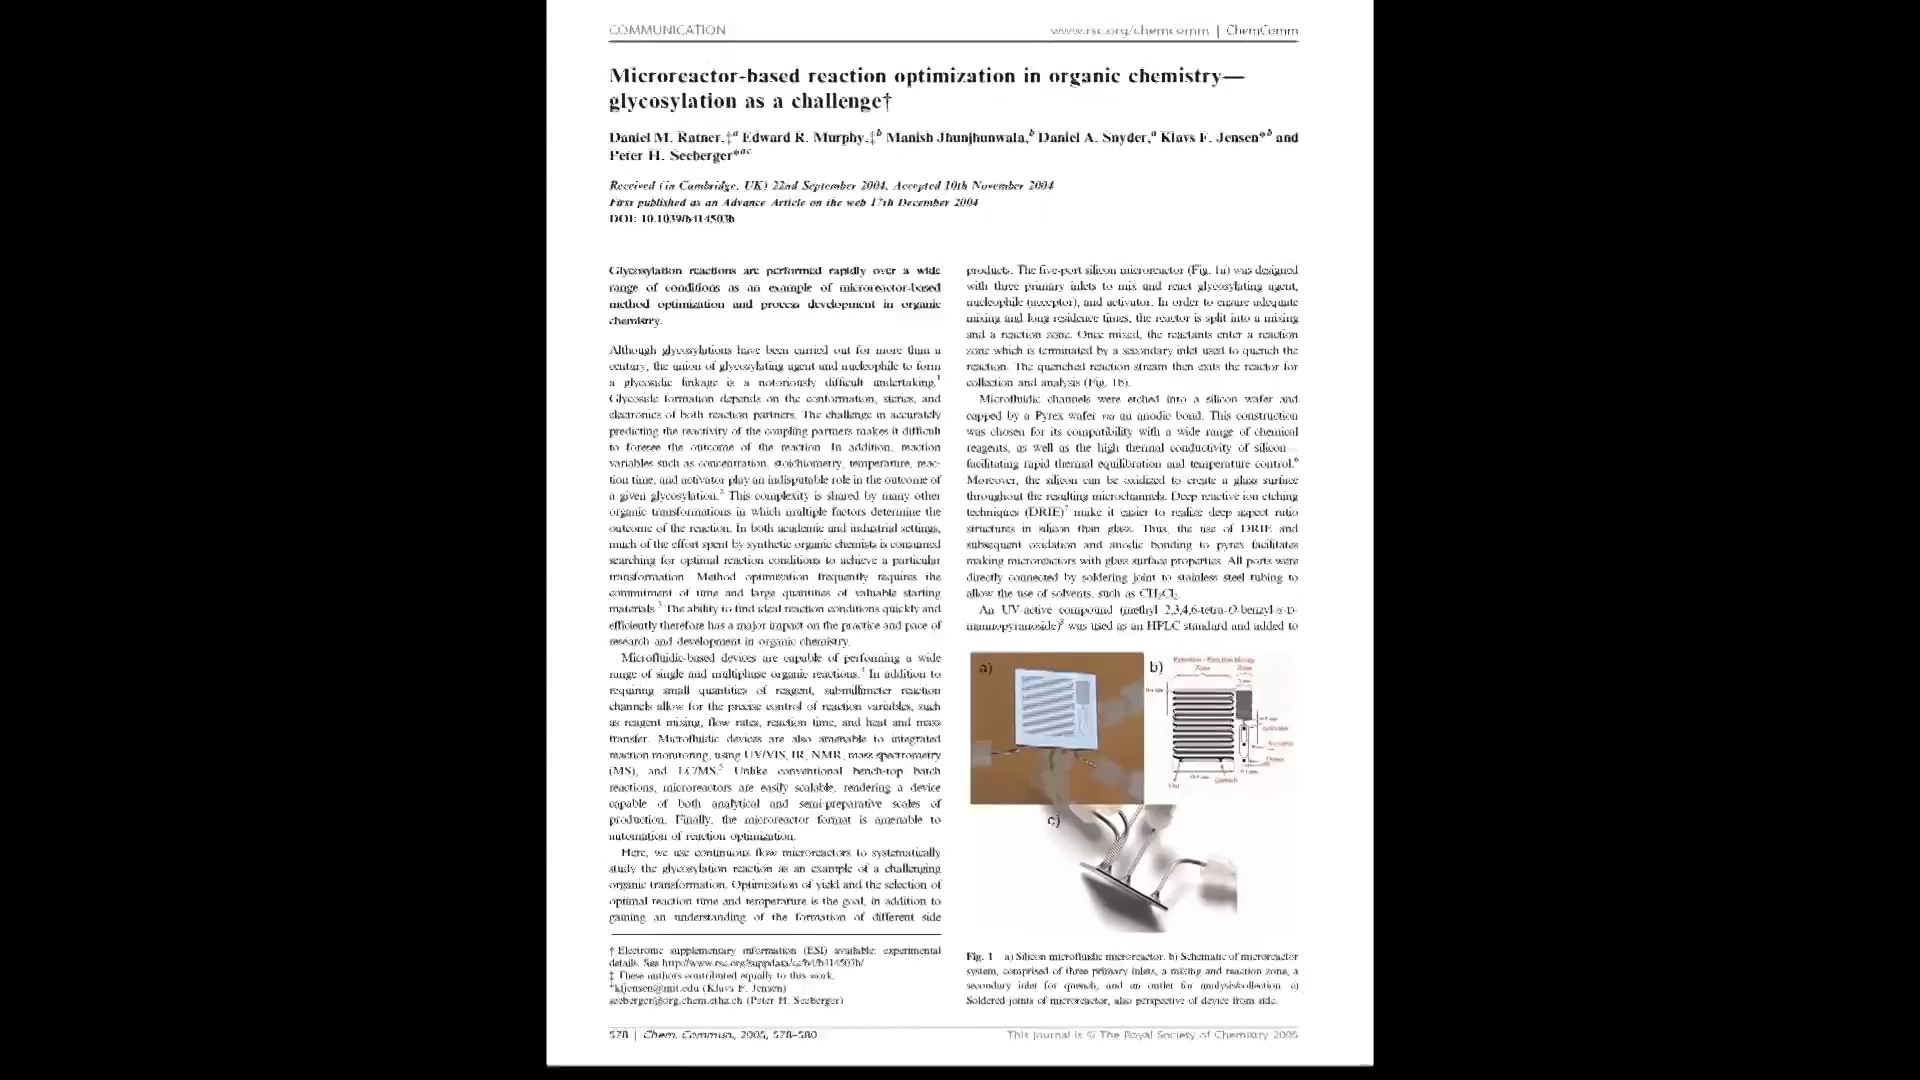 COMMUNICATION
www.rsc.org/chemcomm | ChemComm
Microreactor-based reaction optimization in organic chemistry—
glycosylation as a challenge†
Daniel M. Ratner,‡a Edward R. Murphy,‡b Manish Jhunjhunwala,b Daniel A. Snyder,a Klavs F. Jensen*b and
Peter H. Seeberger*ac
Received (in Cambridge, UK) 22nd September 2004, Accepted 10th November 2004
First published as an Advance Article on the web 17th December 2004
DOI: 10.1039/b414503h
Glycosylation reactions are performed rapidly over a wide
range of conditions as an example of microreactor-based
method optimization and process development in organic
chemistry.
Although glycosylations have been carried out for more than a
century, the union of glycosylating agent and nucleophile to form
a glycosidic linkage is a notoriously difficult undertaking.1
Glycoside formation depends on the conformation, sterics, and
electronics of both reaction partners. The challenge in accurately
predicting the reactivity of the coupling partners makes it difficult
to foresee the outcome of the reaction. In addition, reaction
variables such as concentration, stoichiometry, temperature, reac-
tion time, and activator play an indisputable role in the outcome of
a given glycosylation.2 This complexity is shared by many other
organic transformations in which multiple factors determine the
outcome of the reaction. In both academic and industrial settings,
much of the effort spent by synthetic organic chemists is consumed
searching for optimal reaction conditions to achieve a particular
transformation. Method optimization frequently requires the
commitment of time and large quantities of valuable starting
materials.3 The ability to find ideal reaction conditions quickly and
efficiently therefore has a major impact on the practice and pace of
research and development in organic chemistry.
Microfluidic-based devices are capable of performing a wide
range of single and multiphase organic reactions.4 In addition to
requiring small quantities of reagent, submillimeter reaction
channels allow for the precise control of reaction variables, such
as reagent mixing, flow rates, reaction time, and heat and mass
transfer. Microfluidic devices are also amenable to integrated
reaction monitoring, using UV/VIS, IR, NMR, mass spectrometry
(MS), and LC/MS.5 Unlike conventional bench-top batch
reactions, microreactors are easily scalable, rendering a device
capable of both analytical and semi-preparative scales of
production. Finally, the microreactor format is amenable to
automation of reaction optimization.
Here, we use continuous flow microreactors to systematically
study the glycosylation reaction as an example of a challenging
organic transformation. Optimization of yield and the selection of
optimal reaction time and temperature is the goal, in addition to
gaining an understanding of the formation of different side
† Electronic supplementary information (ESI) available: experimental
details. See http://www.rsc.org/suppdata/cc/b4/b414503h/
‡ These authors contributed equally to this work.
*kfjensen@mit.edu (Klavs F. Jensen)
seeberger@org.chem.ethz.ch (Peter H. Seeberger)
products. The five-port silicon microreactor (Fig. 1a) was designed
with three primary inlets to mix and react glycosylating agent,
nucleophile (acceptor), and activator. In order to ensure adequate
mixing and long residence times, the reactor is split into a mixing
and a reaction zone. Once mixed, the reactants enter a reaction
zone which is terminated by a secondary inlet used to quench the
reaction. The quenched reaction stream then exits the reactor for
collection and analysis (Fig. 1b).
Microfluidic channels were etched into a silicon wafer and
capped by a Pyrex wafer via an anodic bond. This construction
was chosen for its compatibility with a wide range of chemical
reagents, as well as the high thermal conductivity of silicon –
facilitating rapid thermal equilibration and temperature control.6
Moreover, the silicon can be oxidized to create a glass surface
throughout the resulting microchannels. Deep reactive ion etching
techniques (DRIE)7 make it easier to realize deep aspect ratio
structures in silicon than glass. Thus, the use of DRIE and
subsequent oxidation and anodic bonding to pyrex facilitates
making microreactors with glass surface properties. All ports were
directly connected by soldering joint to stainless steel tubing to
allow the use of solvents, such as CH2Cl2.
An UV-active compound (methyl 2,3,4,6-tetra-O-benzyl-α-D-
mannopyranoside)8 was used as an HPLC standard and added to
a)
b)
c)
Fig. 1 a) Silicon microfluidic microreactor. b) Schematic of microreactor
system, comprised of three primary inlets, a mixing and reaction zone, a
secondary inlet for quench, and an outlet for analysis/collection. c)
Soldered joints of microreactor, also perspective of device from side.
578 | Chem. Commun., 2005, 578–580
This journal is © The Royal Society of Chemistry 2005